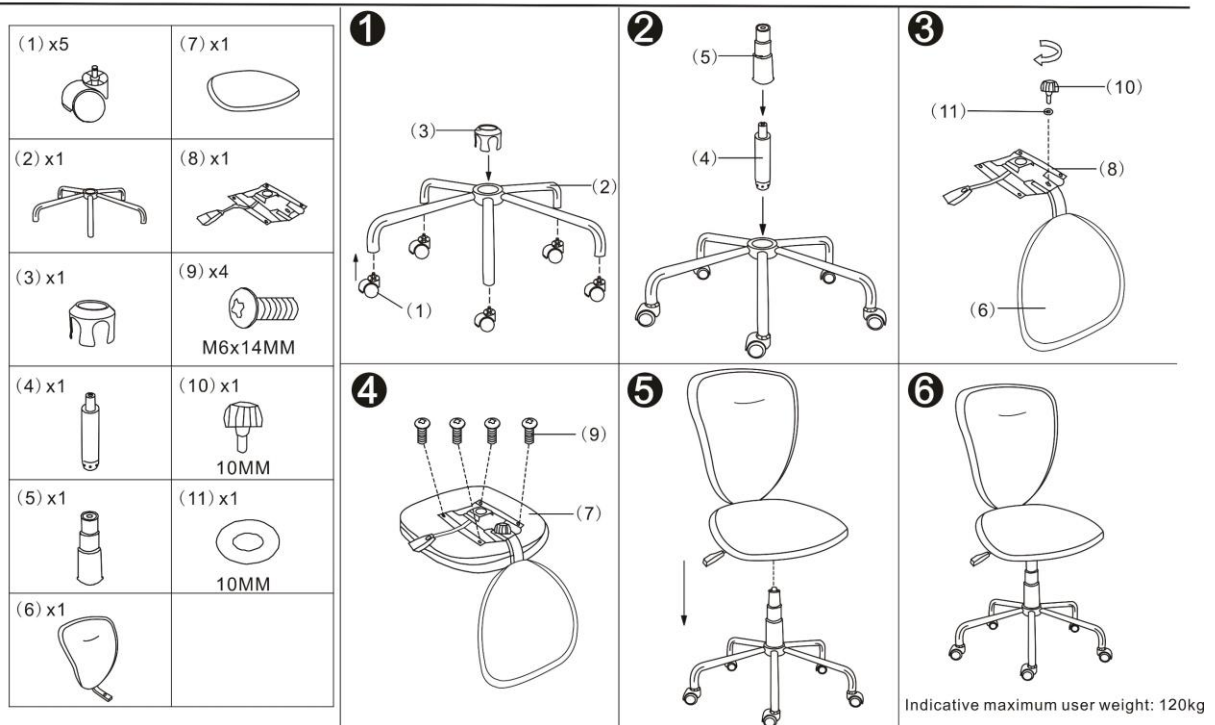 (1) x5
(7) x1
(2) x1
(8) x1
(3) x1
(9) x4
M6x14MM
(4) x1
(10) x1
10MM
(5) x1
(11) x1
10MM
(6) x1
1
(3)
(2)
(1)
2
(5)
(4)
3
(10)
(11)
(8)
(6)
4
(9)
(7)
5
6
Indicative maximum user weight: 120kg